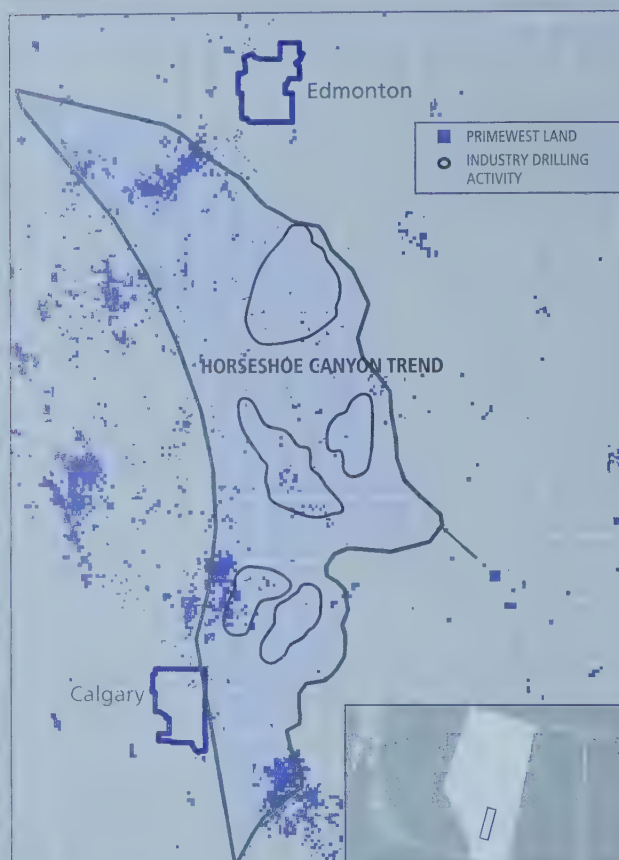 Edmonton
PRIMEWEST LAND
INDUSTRY DRILLING
ACTIVITY
HORSESHOE CANYON TREND
Calgary